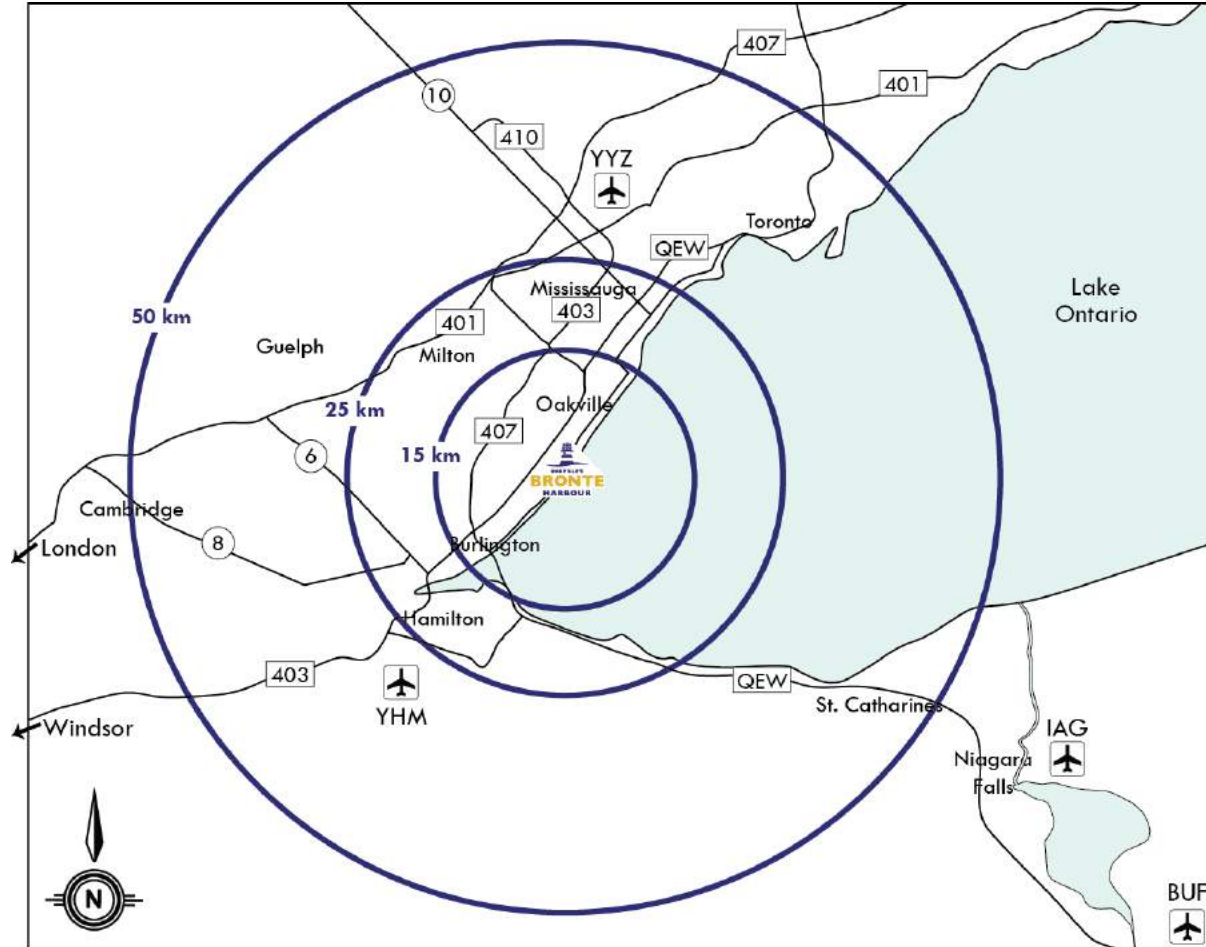 407
401
10
410
YYZ
Toronto
QEW
Lake
Ontario
Mississauga
403
50 km
401
Guelph
Milton
25 km
Oakville
407
15 km
6
BRONTE
HARBOUR
Cambridge
8
Burlington
London
Hamilton
403
QEW
YHM
St. Catharines
Windsor
IAG
Niagara
Falls
N
BUF